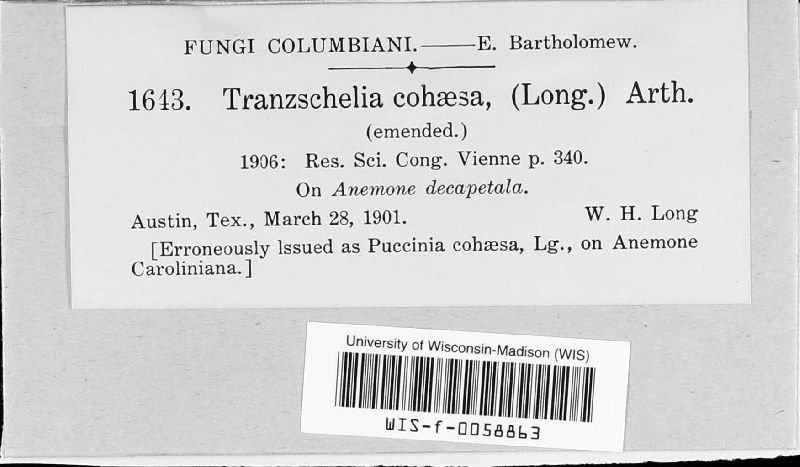 FUNGI COLUMBIANI.——E. Bartholomew.
1643. Tranzschelia cohæsa, (Long.) Arth.
(emended.)
1906: Res. Sci. Cong. Vienne p. 340.
On Anemone decapetala.
Austin, Tex., March 28, 1901. W. H. Long
[Erroneously issued as Puccinia cohæsa, Lg., on Anemone
Caroliniana.]
University of Wisconsin-Madison (WIS)
WIS-f-0058863